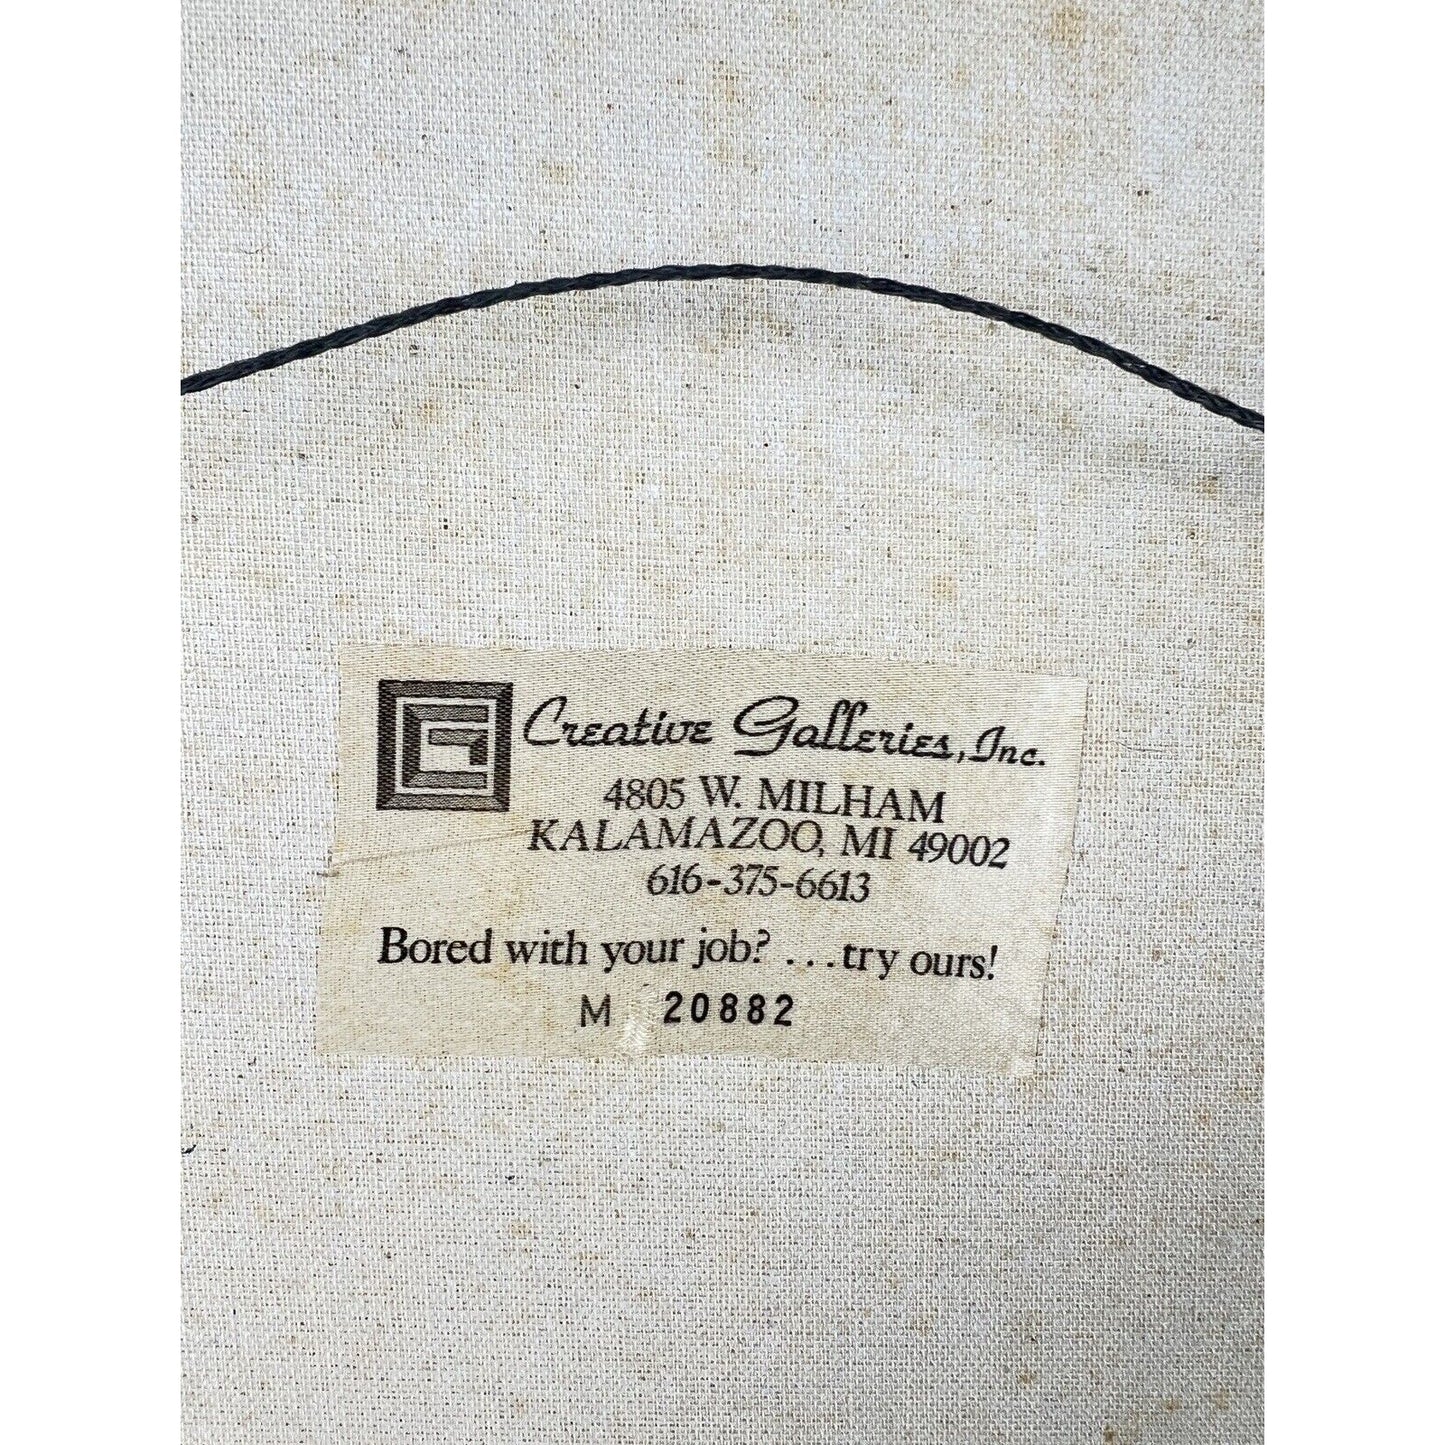 Creative Galleries, Inc.
4805 W. MILHAM
KALAMAZOO, MI 49002
616-375-6613
Bored with your job? ...try ours!
M 20882